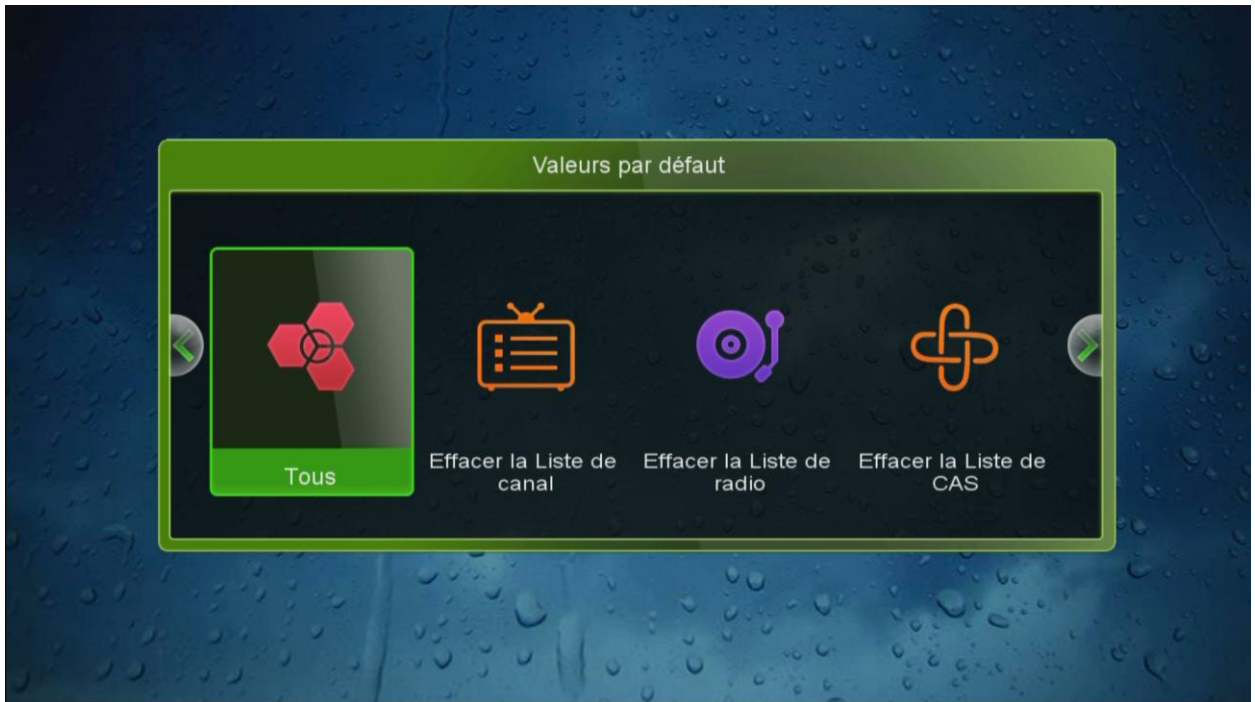 Valeurs par défaut
Tous
Effacer la Liste de
canal
Effacer la Liste de
radio
Effacer la Liste de
CAS